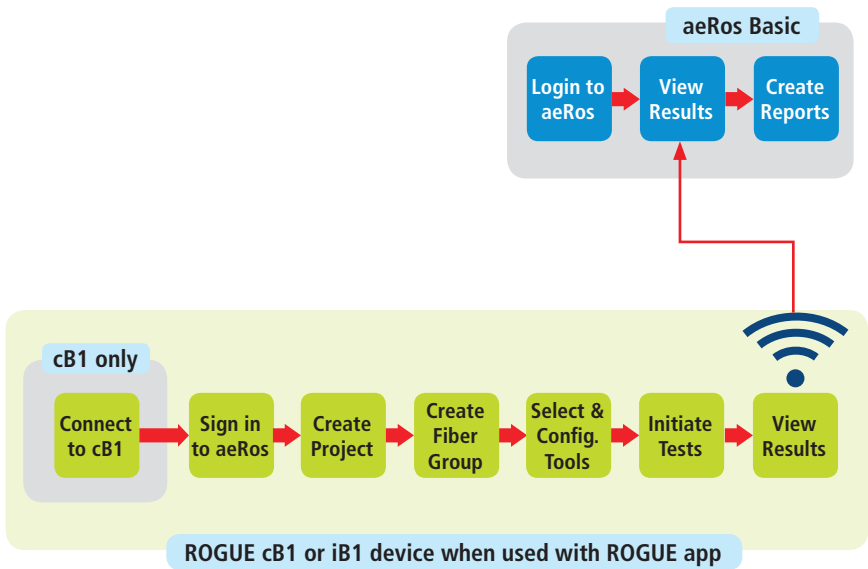 aeRos Basic
Login to
aeRos
View
Results
Create
Reports
cB1 only
Connect
to cB1
Sign in
to aeRos
Create
Project
Create
Fiber
Group
Select &
Config.
Tools
Initiate
Tests
View
Results
ROGUE cB1 or iB1 device when used with ROGUE app